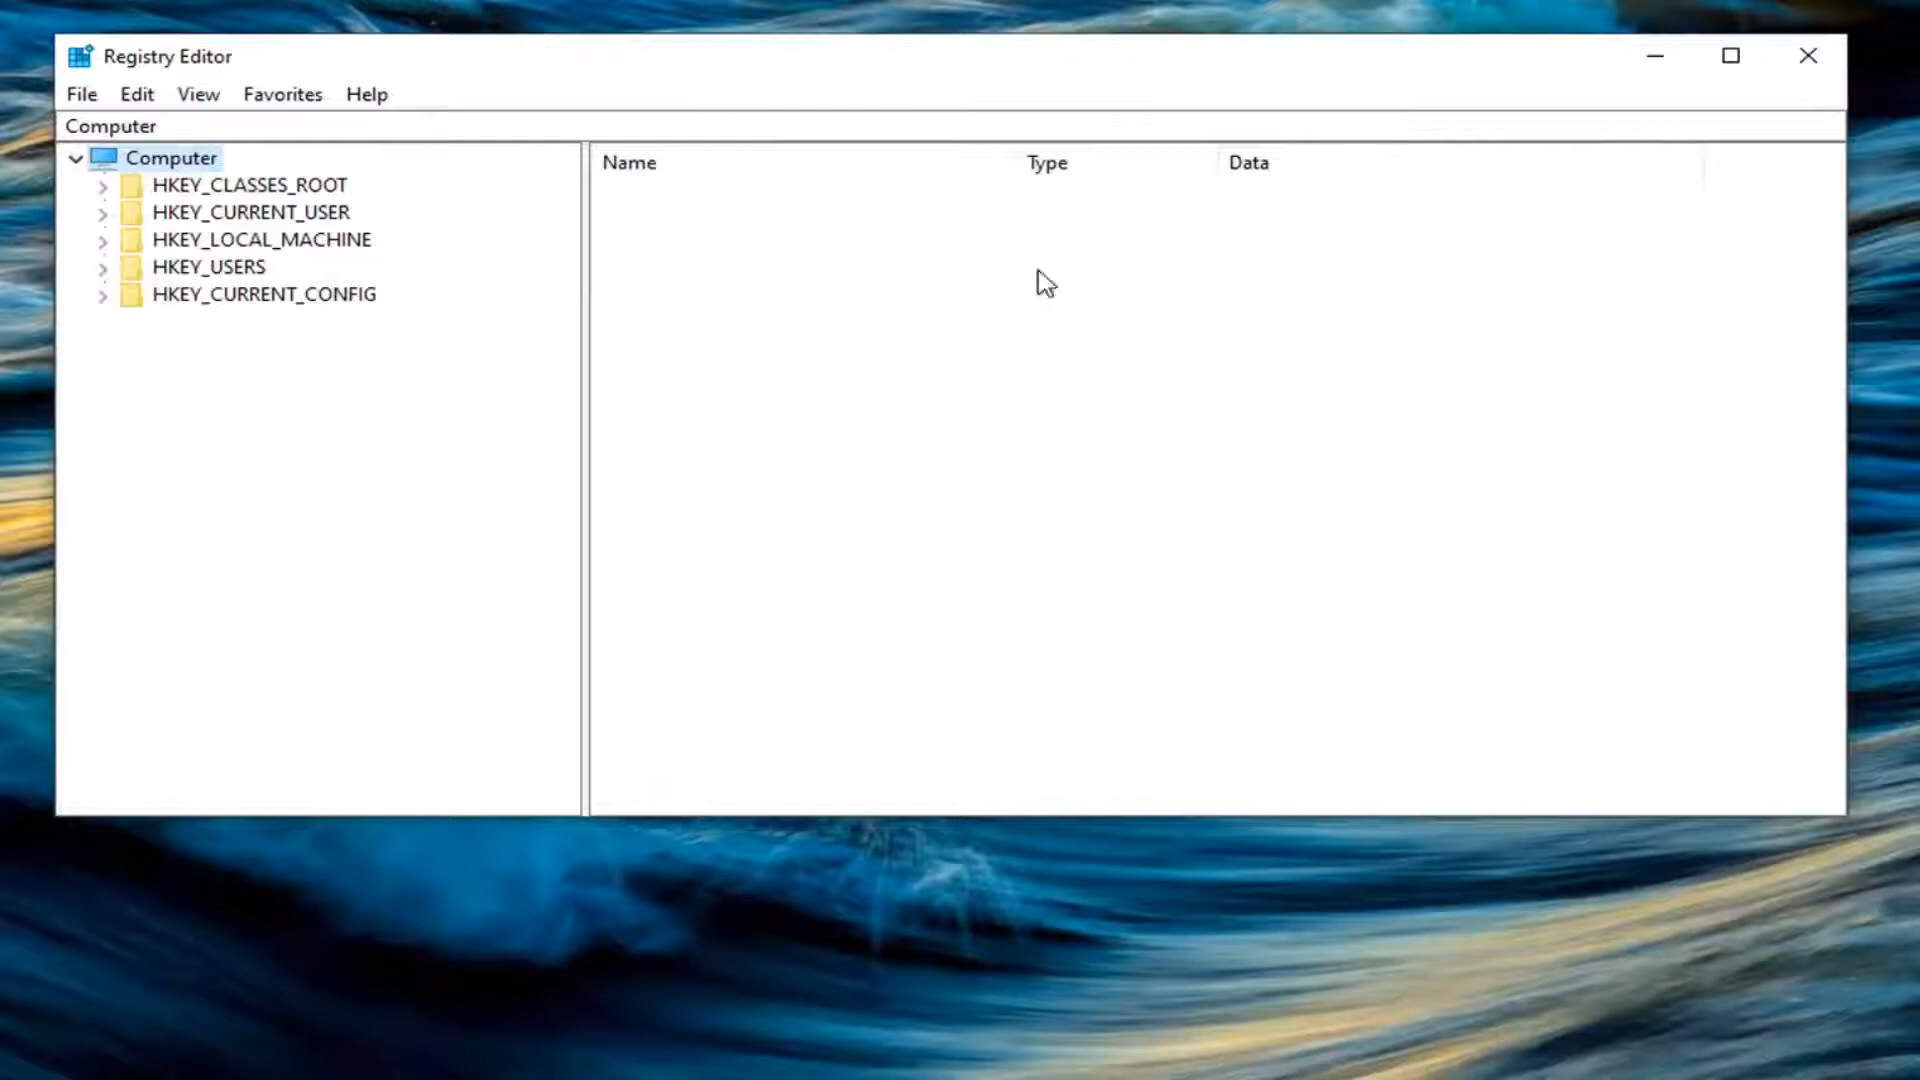 Registry Editor
File Edit View Favorites Help
Computer
Computer
HKEY_CLASSES_ROOT
HKEY_CURRENT_USER
HKEY_LOCAL_MACHINE
HKEY_USERS
HKEY_CURRENT_CONFIG
Name Type Data